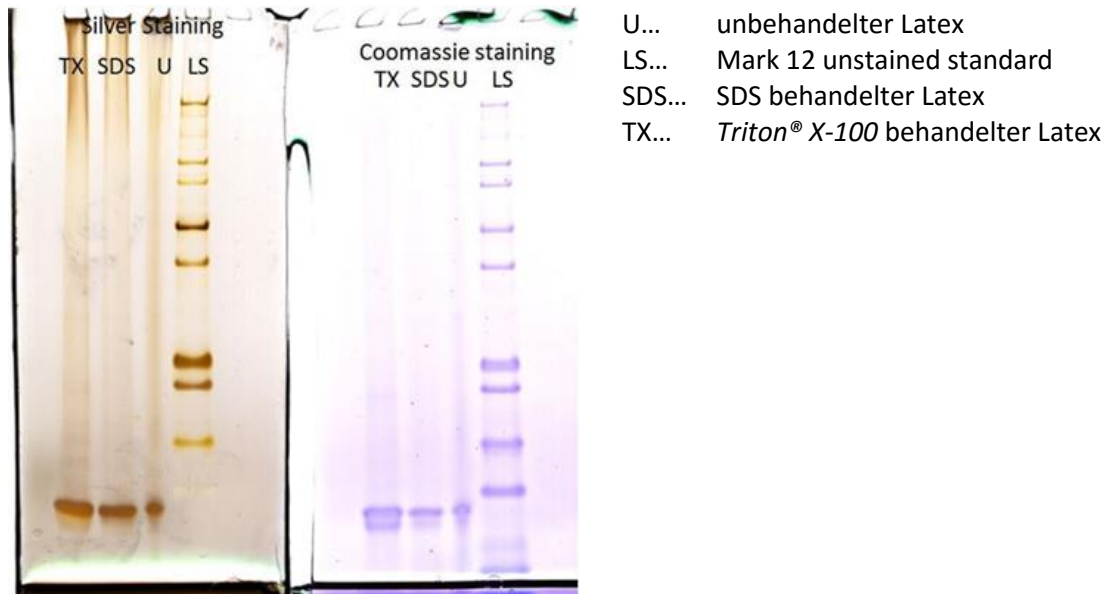 Silver Staining
TX SDS U LS
Coomassie staining
TX SDS U LS
U... unbehandelter Latex
LS... Mark 12 unstained standard
SDS... SDS behandelter Latex
TX... Triton® X-100 behandelter Latex